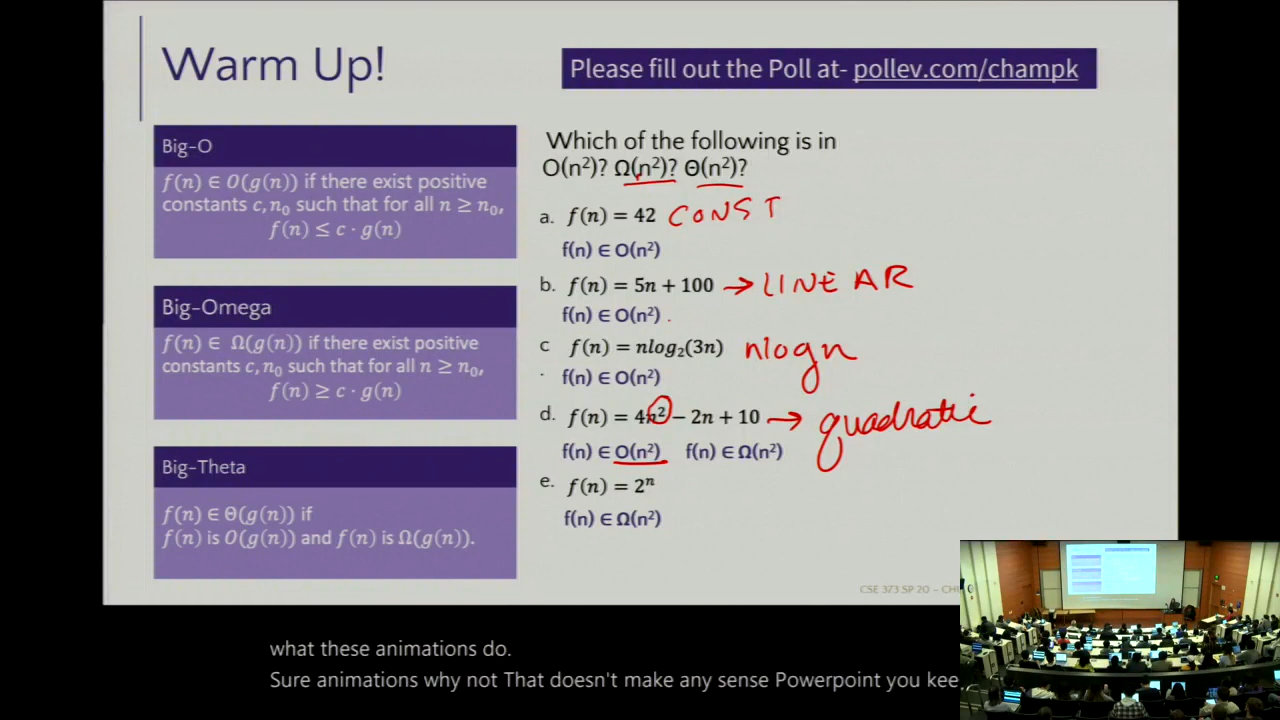 Warm Up!
Please fill out the Poll at- pollev.com/champk
Big-O
f(n) ∈ O(g(n)) if there exist positive
constants c, n₀ such that for all n ≥ n₀,
f(n) ≤ c · g(n)
Big-Omega
f(n) ∈ Ω(g(n)) if there exist positive
constants c, n₀ such that for all n ≥ n₀,
f(n) ≥ c · g(n)
Big-Theta
f(n) ∈ Θ(g(n)) if
f(n) is O(g(n)) and f(n) is Ω(g(n)).
Which of the following is in
O(n²)? Ω(n²)? Θ(n²)?
a. f(n) = 42 CONST
f(n) ∈ O(n²)
b. f(n) = 5n + 100 → LINEAR
f(n) ∈ O(n²)
c f(n) = nlog₂(3n) nlogn
. f(n) ∈ O(n²)
d. f(n) = 4n² − 2n + 10 → quadratic
f(n) ∈ O(n²) f(n) ∈ Ω(n²)
e. f(n) = 2ⁿ
f(n) ∈ Ω(n²)
CSE 373 SP 20 –
what these animations do.
Sure animations why not That doesn't make any sense Powerpoint you kee